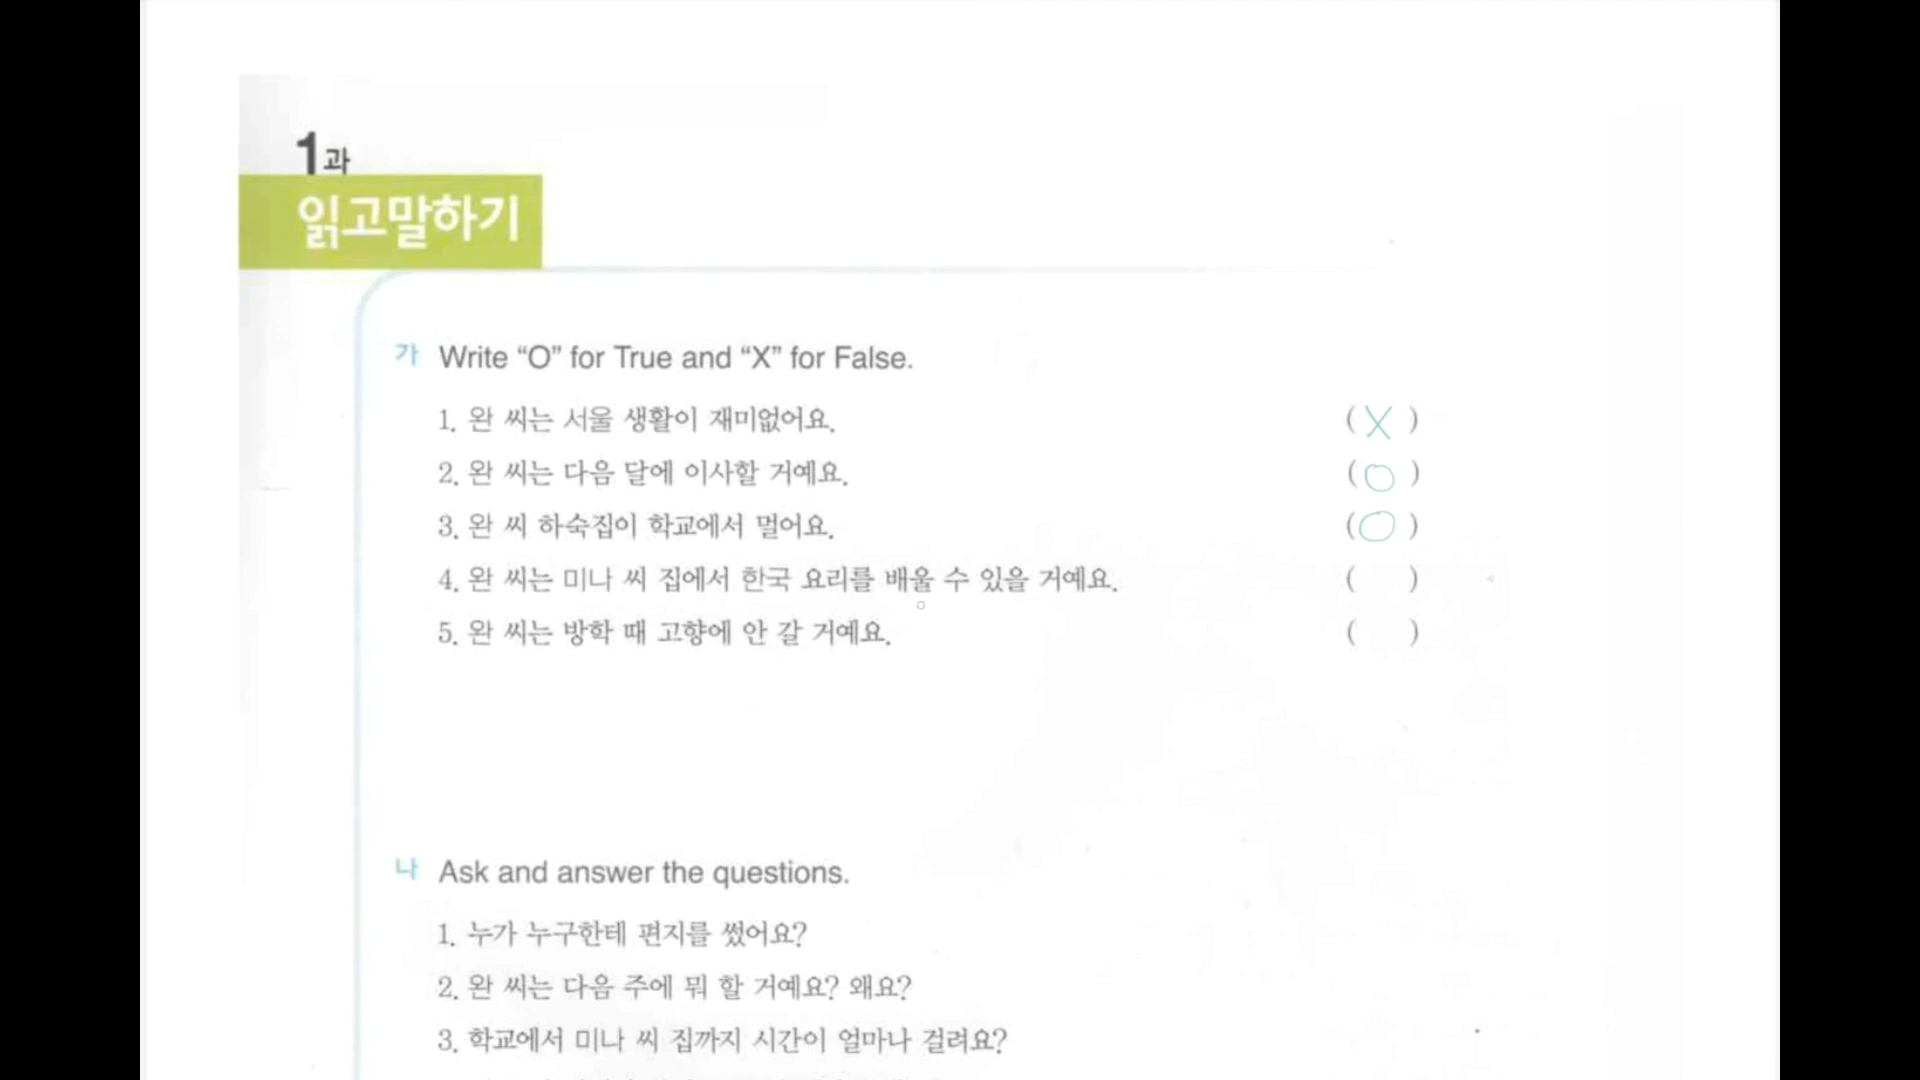 1과
읽고말하기
가 Write “O” for True and “X” for False.
1. 완 씨는 서울 생활이 재미없어요. ( X )
2. 완 씨는 다음 달에 이사할 거예요. ( O )
3. 완 씨 하숙집이 학교에서 멀어요. ( O )
4. 완 씨는 미나 씨 집에서 한국 요리를 배울 수 있을 거예요. ( )
5. 완 씨는 방학 때 고향에 안 갈 거예요. ( )
나 Ask and answer the questions.
1. 누가 누구한테 편지를 썼어요?
2. 완 씨는 다음 주에 뭐 할 거예요? 왜요?
3. 학교에서 미나 씨 집까지 시간이 얼마나 걸려요?